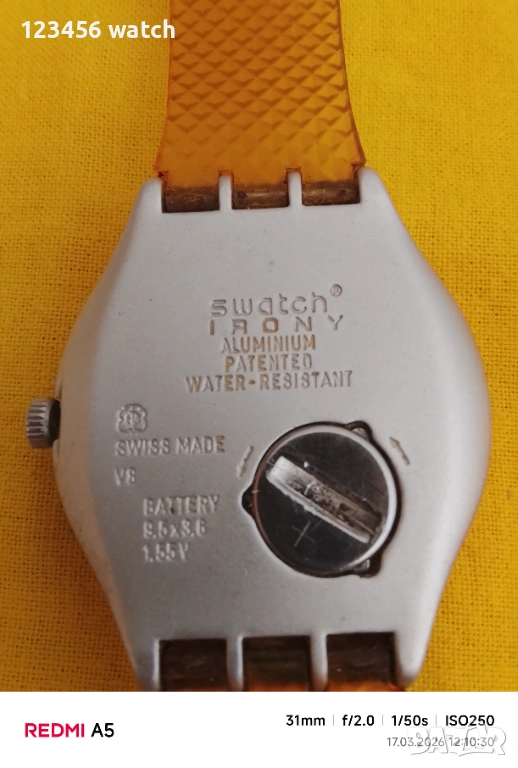 123456 watch
swatch®
IRONY
ALUMINIUM
PATENTED
WATER-RESISTANT
SWISS MADE
V8
BATTERY
9.5x3.6
1.55V
+
REDMI A5
31mm | f/2.0 | 1/50s | ISO250
17.03.2026 12:10:30